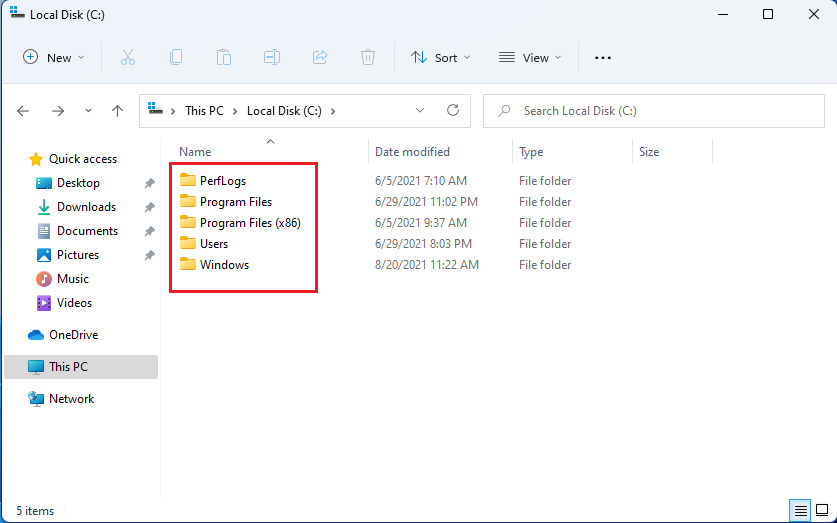 Local Disk (C:)
New Sort View
This PC Local Disk (C:) Search Local Disk (C:)
Name Date modified Type Size
Quick access
Desktop
Downloads
Documents
Pictures
Music
Videos
OneDrive
This PC
Network
PerfLogs 6/5/2021 7:10 AM File folder
Program Files 6/29/2021 11:02 PM File folder
Program Files (x86) 6/5/2021 9:37 AM File folder
Users 6/29/2021 8:03 PM File folder
Windows 8/20/2021 11:22 AM File folder
5 items